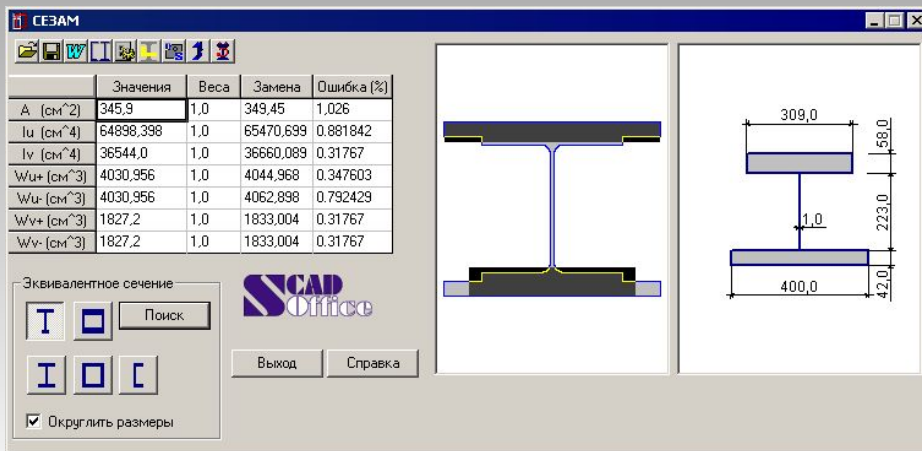 СЕЗАМ
Значения Веса Замена Ошибка (%)
A (см^2) 345,9 1,0 349,45 1,026
Iu (см^4) 64898,398 1,0 65470,699 0.881842
Iv (см^4) 36544,0 1,0 36660,089 0.31767
Wu+ (см^3) 4030,956 1,0 4044,968 0.347603
Wu- (см^3) 4030,956 1,0 4062,898 0.792429
Wv+ (см^3) 1827,2 1,0 1833,004 0.31767
Wv- (см^3) 1827,2 1,0 1833,004 0.31767
Эквивалентное сечение
Поиск
Округлить размеры
SCAD
Office
Выход Справка
309,0
58,0
1,0
223,0
400,0
42,0